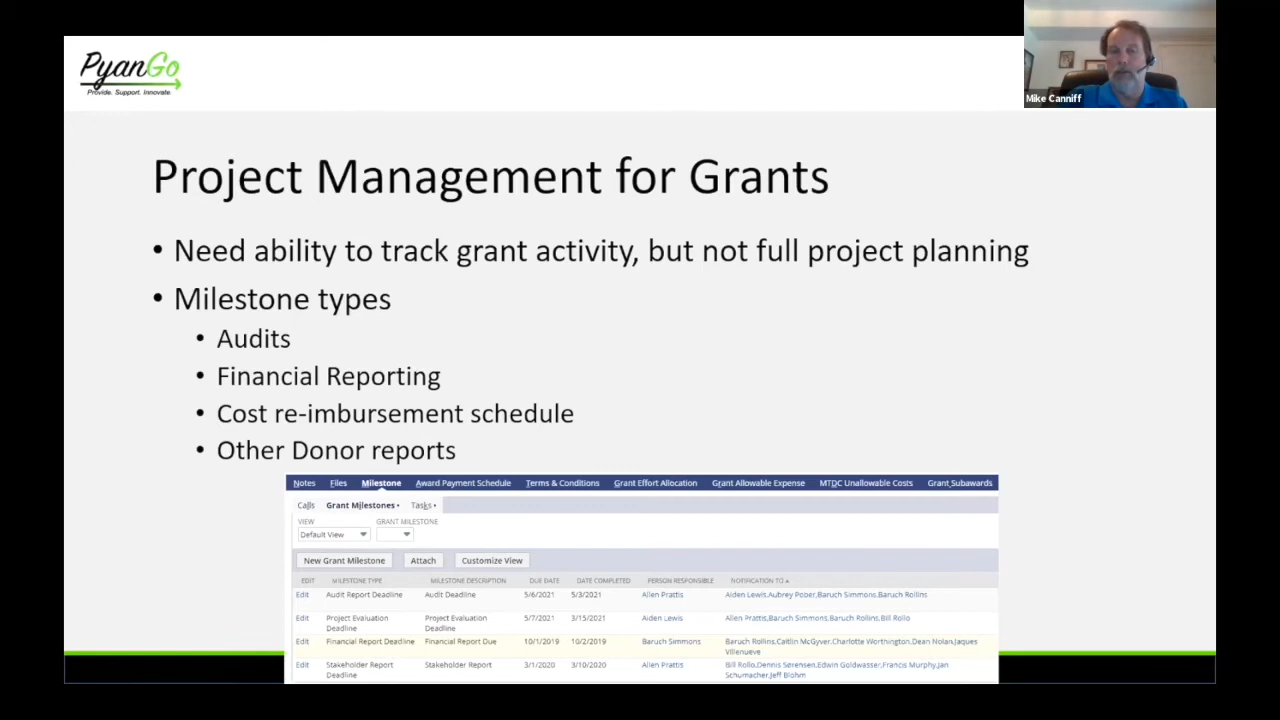 PyanGo
Provide. Support. Innovate.
Mike Canniff
Project Management for Grants
• Need ability to track grant activity, but not full project planning
• Milestone types
• Audits
• Financial Reporting
• Cost re-imbursement schedule
• Other Donor reports
Notes Files Milestone Award Payment Schedule Terms & Conditions Grant Effort Allocation Grant Allowable Expense MTDC Unallowable Costs Grant Subawards
Calls Grant Milestones • Tasks •
VIEW GRANT MILESTONE
Default View
New Grant Milestone Attach Customize View
EDIT MILESTONE TYPE MILESTONE DESCRIPTION DUE DATE DATE COMPLETED PERSON RESPONSIBLE NOTIFICATION TO ▲
Edit Audit Report Deadline Audit Deadline 5/6/2021 5/3/2021 Allen Prattis Aiden Lewis,Aubrey Poper,Baruch Simmons,Baruch Rollins
Edit Project Evaluation Project Evaluation 5/7/2021 3/15/2021 Aiden Lewis Allen Prattis,Baruch Simmons,Baruch Rollins,Bill Rollo
Deadline Deadline
Edit Financial Report Deadline Financial Report Due 10/1/2019 10/2/2019 Baruch Simmons Baruch Rollins,Caitlin McGyver,Charlotte Worthington,Dean Nolan,Jaques
Villenueve
Edit Stakeholder Report Stakeholder Report 3/1/2020 3/10/2020 Allen Prattis Bill Rollo,Dennis Sørensen,Edwin Goldwasser,Francis Murphy,Jan
Deadline Schumacher,Jeff Blohm